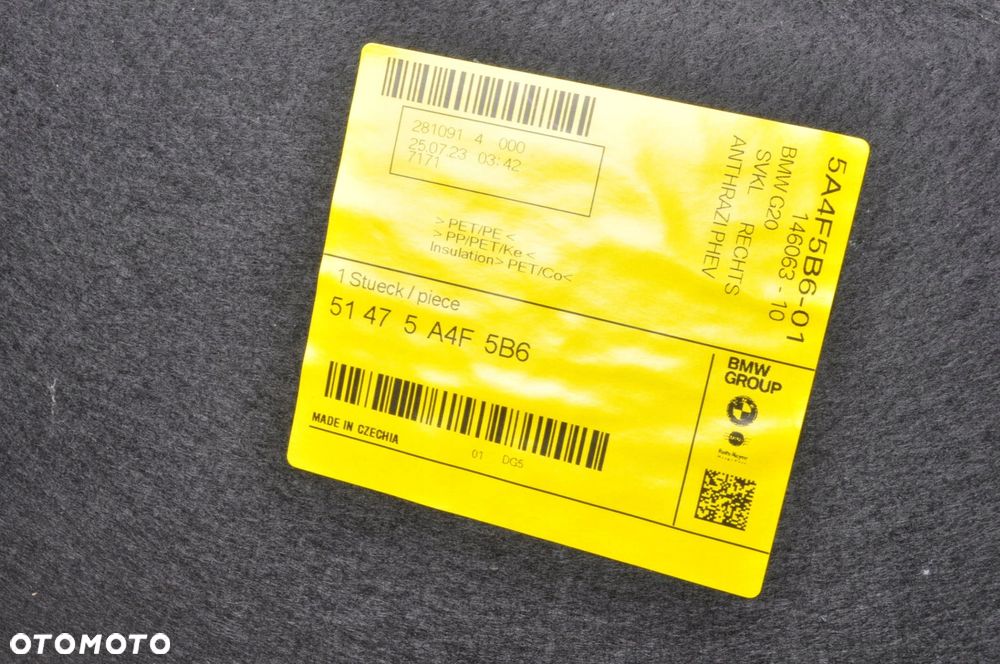 281091 4 000
25.07.23 03:42
7171
> PET/PE <
> PP/PET/Ke <
Insulation> PET/Co<
5A4F5B6-01
146063 - 10
BMW G20
SVKL RECHTS
ANTHRAZI PHEV
1 Stueck / piece
51 47 5 A4F 5B6
MADE IN CZECHIA
01 DG5
BMW
GROUP
OTOMOTO